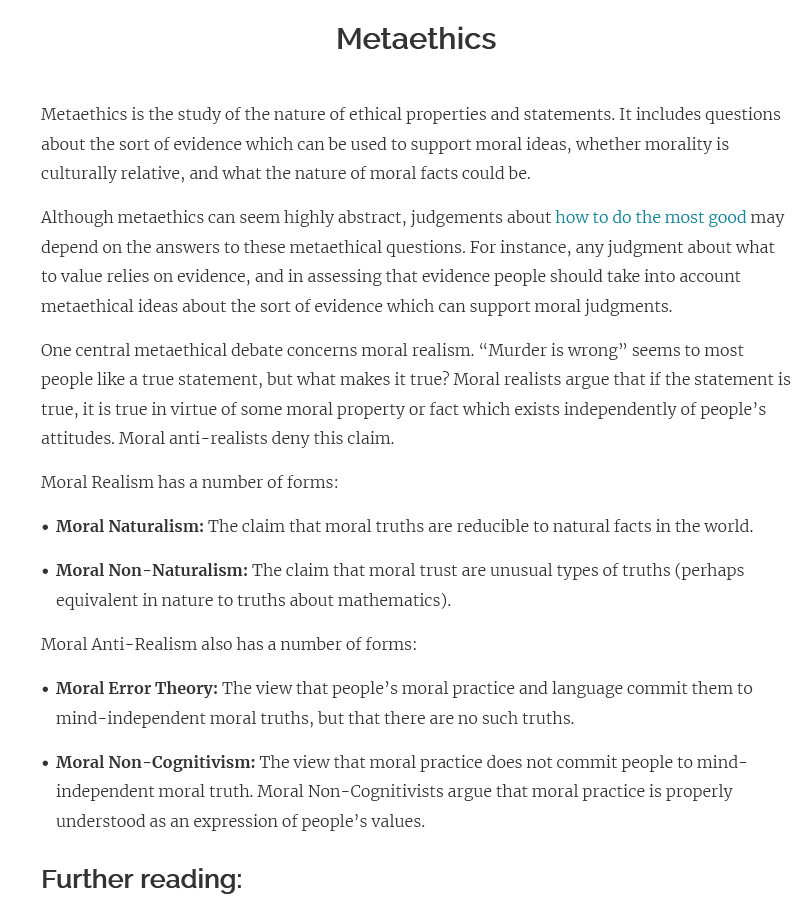 Metaethics
Metaethics is the study of the nature of ethical properties and statements. It includes questions
about the sort of evidence which can be used to support moral ideas, whether morality is
culturally relative, and what the nature of moral facts could be.
Although metaethics can seem highly abstract, judgements about how to do the most good may
depend on the answers to these metaethical questions. For instance, any judgment about what
to value relies on evidence, and in assessing that evidence people should take into account
metaethical ideas about the sort of evidence which can support moral judgments.
One central metaethical debate concerns moral realism. “Murder is wrong” seems to most
people like a true statement, but what makes it true? Moral realists argue that if the statement is
true, it is true in virtue of some moral property or fact which exists independently of people’s
attitudes. Moral anti-realists deny this claim.
Moral Realism has a number of forms:
• Moral Naturalism: The claim that moral truths are reducible to natural facts in the world.
• Moral Non-Naturalism: The claim that moral trust are unusual types of truths (perhaps
equivalent in nature to truths about mathematics).
Moral Anti-Realism also has a number of forms:
• Moral Error Theory: The view that people’s moral practice and language commit them to
mind-independent moral truths, but that there are no such truths.
• Moral Non-Cognitivism: The view that moral practice does not commit people to mind-
independent moral truth. Moral Non-Cognitivists argue that moral practice is properly
understood as an expression of people’s values.
Further reading: